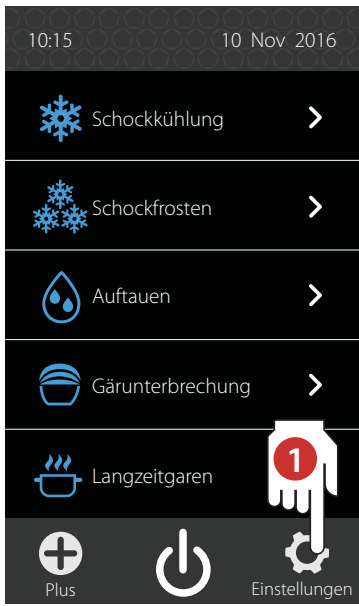 10:15 10 Nov 2016
Schockkühlung
Schockfrosten
Auftauen
Gärunterbrechung
Langzeitgaren
1
Plus Einstellungen